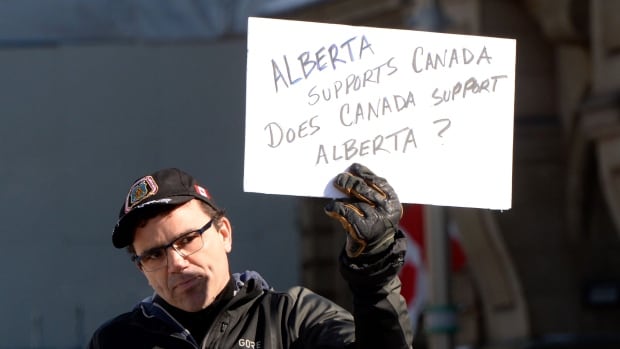 ALBERTA
SUPPORTS CANADA
DOES CANADA SUPPORT
ALBERTA?
GORE